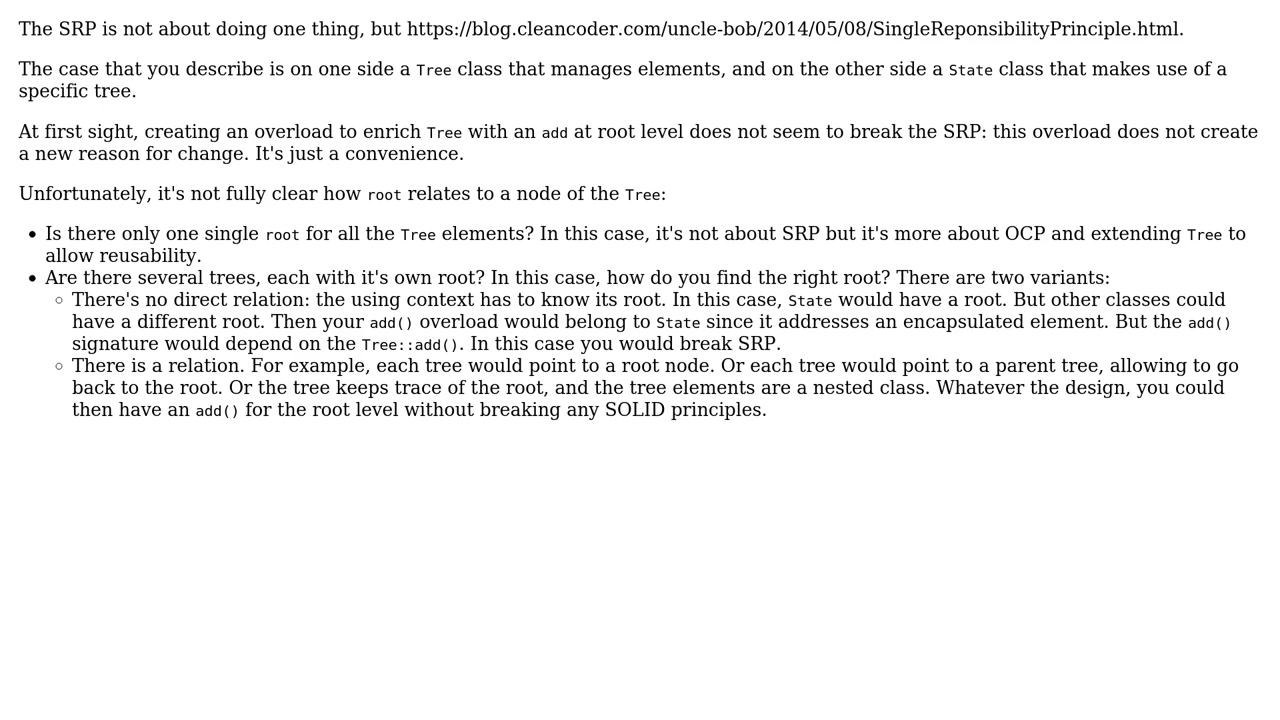 The SRP is not about doing one thing, but https://blog.cleancoder.com/uncle-bob/2014/05/08/SingleReponsibilityPrinciple.html.
The case that you describe is on one side a Tree class that manages elements, and on the other side a State class that makes use of a
specific tree.
At first sight, creating an overload to enrich Tree with an add at root level does not seem to break the SRP: this overload does not create
a new reason for change. It's just a convenience.
Unfortunately, it's not fully clear how root relates to a node of the Tree:
• Is there only one single root for all the Tree elements? In this case, it's not about SRP but it's more about OCP and extending Tree to
allow reusability.
• Are there several trees, each with it's own root? In this case, how do you find the right root? There are two variants:
◦ There's no direct relation: the using context has to know its root. In this case, State would have a root. But other classes could
have a different root. Then your add() overload would belong to State since it addresses an encapsulated element. But the add()
signature would depend on the Tree::add(). In this case you would break SRP.
◦ There is a relation. For example, each tree would point to a root node. Or each tree would point to a parent tree, allowing to go
back to the root. Or the tree keeps trace of the root, and the tree elements are a nested class. Whatever the design, you could
then have an add() for the root level without breaking any SOLID principles.